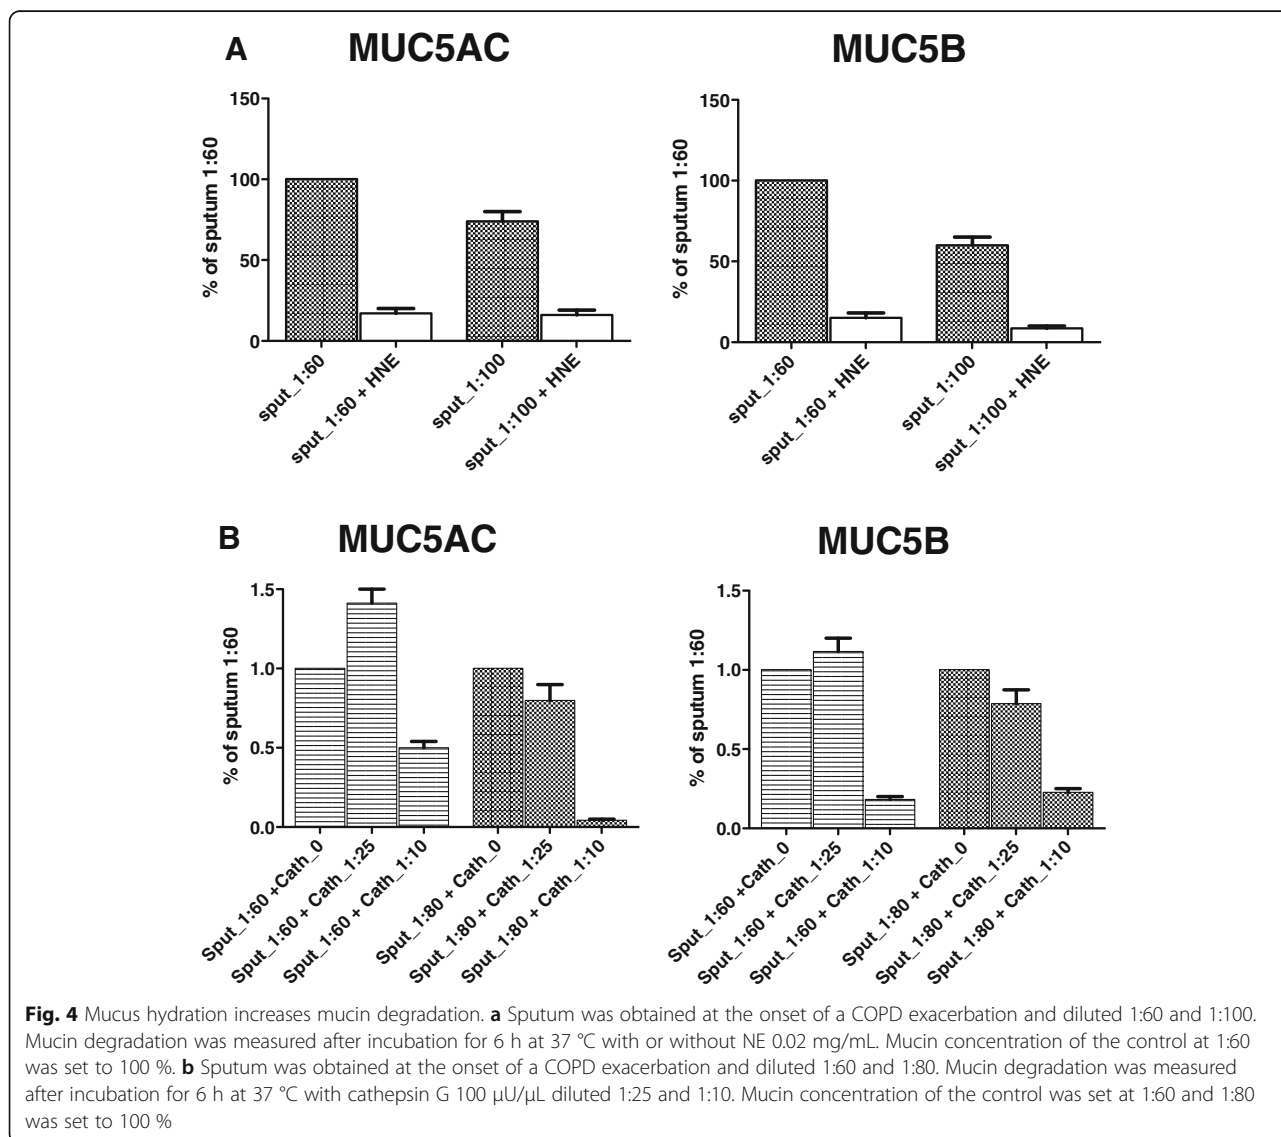 A
MUC5AC
% of sputum 1:60
150
100
50
0
sput_1:60
sput_1:60 + HNE
sput_1:100
sput_1:100 + HNE
MUC5B
% of sputum 1:60
150
100
50
0
sput_1:60
sput_1:60 + HNE
sput_1:100
sput_1:100 + HNE
B
MUC5AC
% of sputum 1:60
1.5
1.0
0.5
0.0
Sput_1:60 +Cath_0
Sput_1:60 + Cath_1:25
Sput_1:60 + Cath_1:10
Sput_1:80 + Cath_0
Sput_1:80 + Cath_1:25
Sput_1:80 + Cath_1:10
MUC5B
% of sputum 1:60
1.5
1.0
0.5
0.0
Sput_1:60 +Cath_0
Sput_1:60 + Cath_1:25
Sput_1:60 + Cath_1:10
Sput_1:80 + Cath_0
Sput_1:80 + Cath_1:25
Sput_1:80 + Cath_1:10
Fig. 4 Mucus hydration increases mucin degradation. a Sputum was obtained at the onset of a COPD exacerbation and diluted 1:60 and 1:100.
Mucin degradation was measured after incubation for 6 h at 37 °C with or without NE 0.02 mg/mL. Mucin concentration of the control at 1:60
was set to 100 %. b Sputum was obtained at the onset of a COPD exacerbation and diluted 1:60 and 1:80. Mucin degradation was measured
after incubation for 6 h at 37 °C with cathepsin G 100 μU/μL diluted 1:25 and 1:10. Mucin concentration of the control was set at 1:60 and 1:80
was set to 100 %